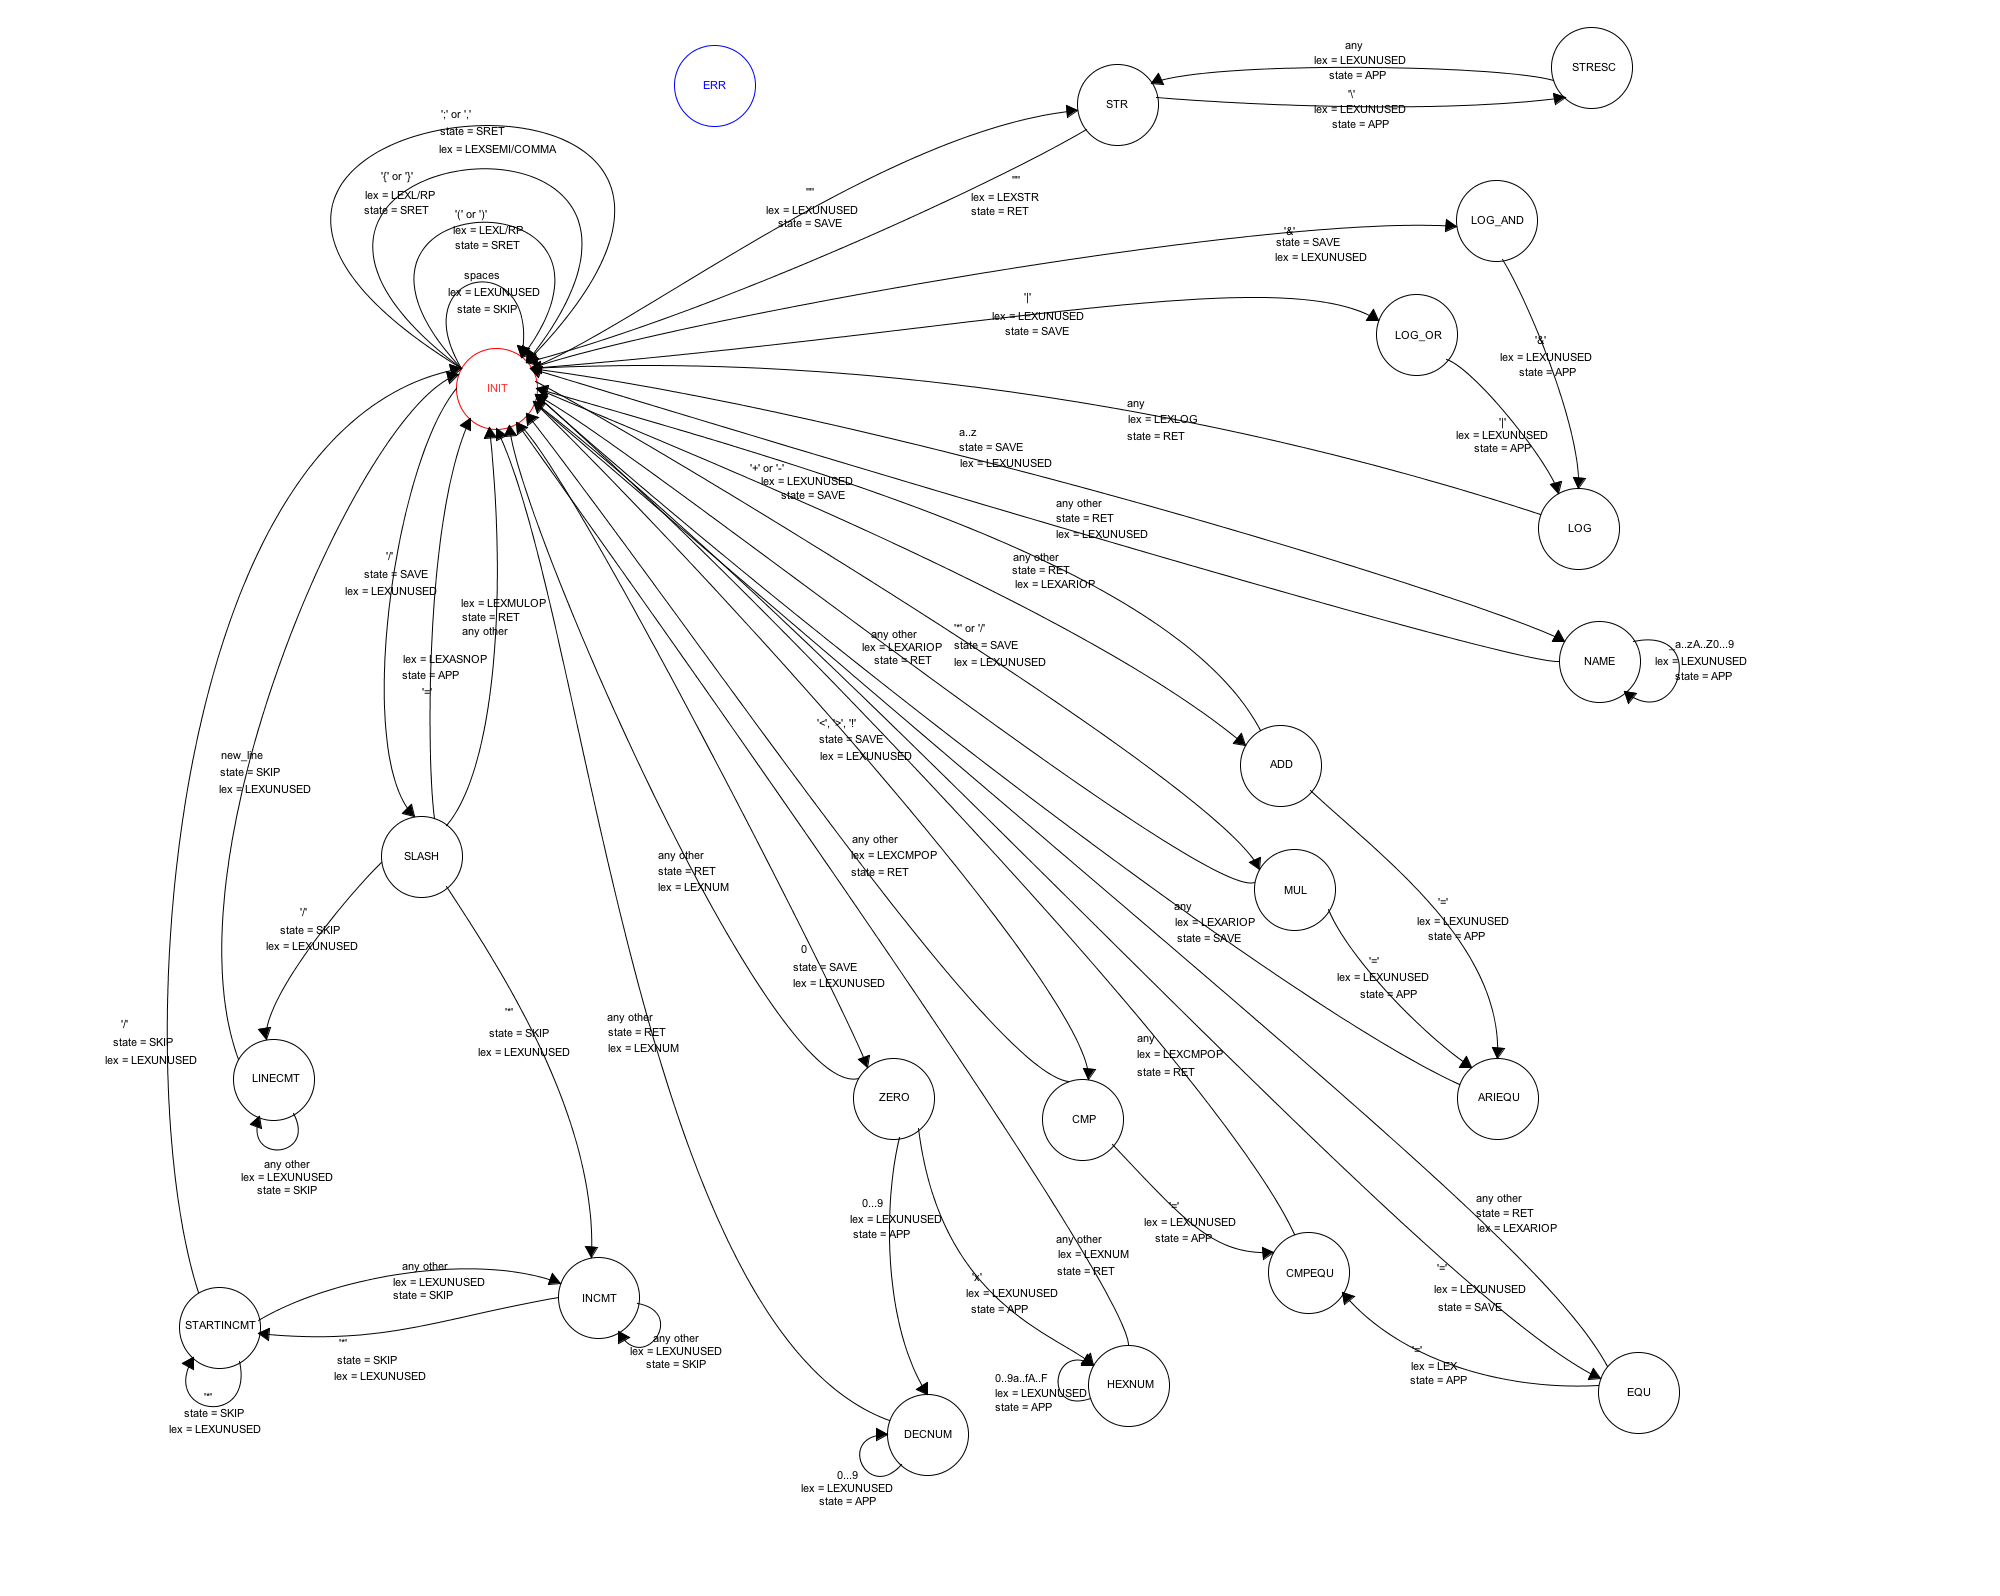 ERR
STR
STRESC
any
lex = LEXUNUSED
state = APP
'\'
lex = LEXUNUSED
state = APP
';' or ','
state = SRET
lex = LEXSEMI/COMMA
'{' or '}'
lex = LEXL/RP
state = SRET
'(' or ')'
lex = LEXL/RP
state = SRET
spaces
lex = LEXUNUSED
state = SKIP
INIT
'"'
lex = LEXUNUSED
state = SAVE
'"'
lex = LEXSTR
state = RET
LOG_AND
'&'
state = SAVE
lex = LEXUNUSED
'|'
lex = LEXUNUSED
state = SAVE
LOG_OR
'&'
lex = LEXUNUSED
state = APP
'|'
lex = LEXUNUSED
state = APP
LOG
any
lex = LEXLOG
state = RET
a..z
state = SAVE
lex = LEXUNUSED
any other
state = RET
lex = LEXUNUSED
NAME
_a..zA..Z0...9
lex = LEXUNUSED
state = APP
'+' or '-'
lex = LEXUNUSED
state = SAVE
any other
state = RET
lex = LEXARIOP
ADD
any other
lex = LEXARIOP
state = RET
'*' or '/'
state = SAVE
lex = LEXUNUSED
MUL
'/'
state = SAVE
lex = LEXUNUSED
lex = LEXMULOP
state = RET
any other
lex = LEXASNOP
state = APP
'='
SLASH
new_line
state = SKIP
lex = LEXUNUSED
'<', '>', '!'
state = SAVE
lex = LEXUNUSED
any other
lex = LEXCMPOP
state = RET
any other
state = RET
lex = LEXNUM
0
state = SAVE
lex = LEXUNUSED
any
lex = LEXARIOP
state = SAVE
'='
lex = LEXUNUSED
state = APP
'='
lex = LEXUNUSED
state = APP
ARIEQU
'/'
state = SKIP
lex = LEXUNUSED
'*'
state = SKIP
lex = LEXUNUSED
'/'
state = SKIP
lex = LEXUNUSED
any other
state = RET
lex = LEXNUM
LINECMT
any other
lex = LEXUNUSED
state = SKIP
ZERO
CMP
any
lex = LEXCMPOP
state = RET
0...9
lex = LEXUNUSED
state = APP
'x'
lex = LEXUNUSED
state = APP
any other
lex = LEXNUM
state = RET
'='
lex = LEXUNUSED
state = APP
CMPEQU
any other
state = RET
lex = LEXARIOP
'='
lex = LEXUNUSED
state = SAVE
'='
lex = LEX
state = APP
EQU
any other
lex = LEXUNUSED
state = SKIP
INCMT
any other
lex = LEXUNUSED
state = SKIP
STARTINCMT
'*'
state = SKIP
lex = LEXUNUSED
'*'
state = SKIP
lex = LEXUNUSED
HEXNUM
0..9a..fA..F
lex = LEXUNUSED
state = APP
DECNUM
0...9
lex = LEXUNUSED
state = APP